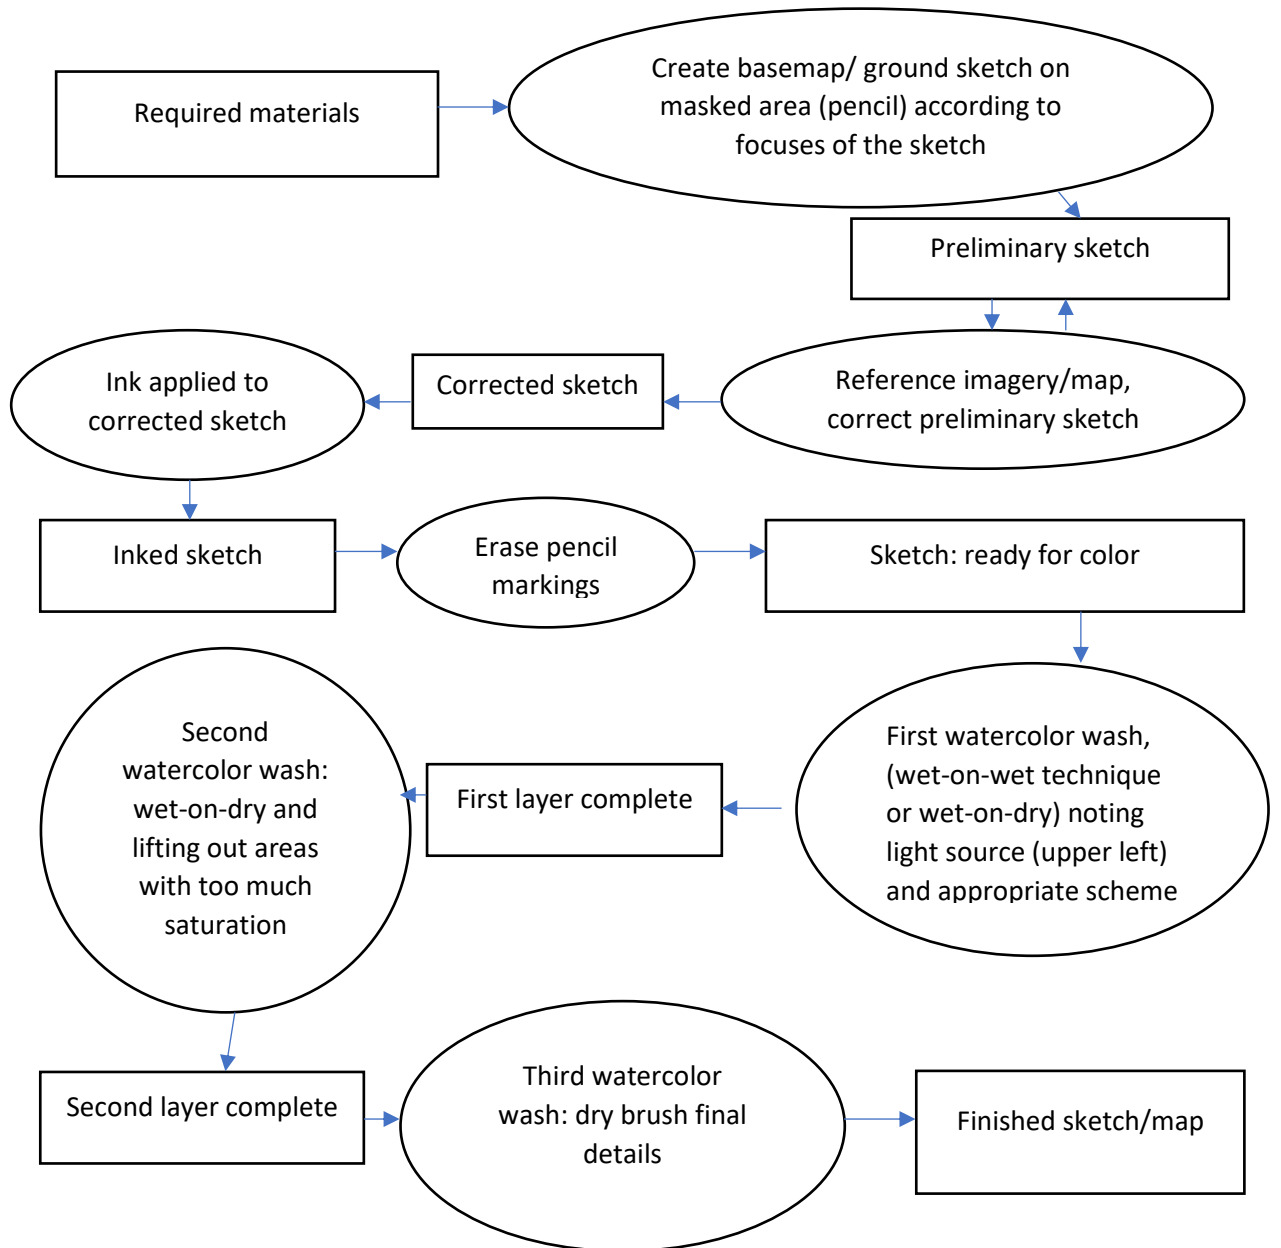 Required materials
Create basemap/ ground sketch on
masked area (pencil) according to
focuses of the sketch
Preliminary sketch
Reference imagery/map,
correct preliminary sketch
Corrected sketch
Ink applied to
corrected sketch
Inked sketch
Erase pencil
markings
Sketch: ready for color
First watercolor wash,
(wet-on-wet technique
or wet-on-dry) noting
light source (upper left)
and appropriate scheme
First layer complete
Second
watercolor wash:
wet-on-dry and
lifting out areas
with too much
saturation
Second layer complete
Third watercolor
wash: dry brush final
details
Finished sketch/map